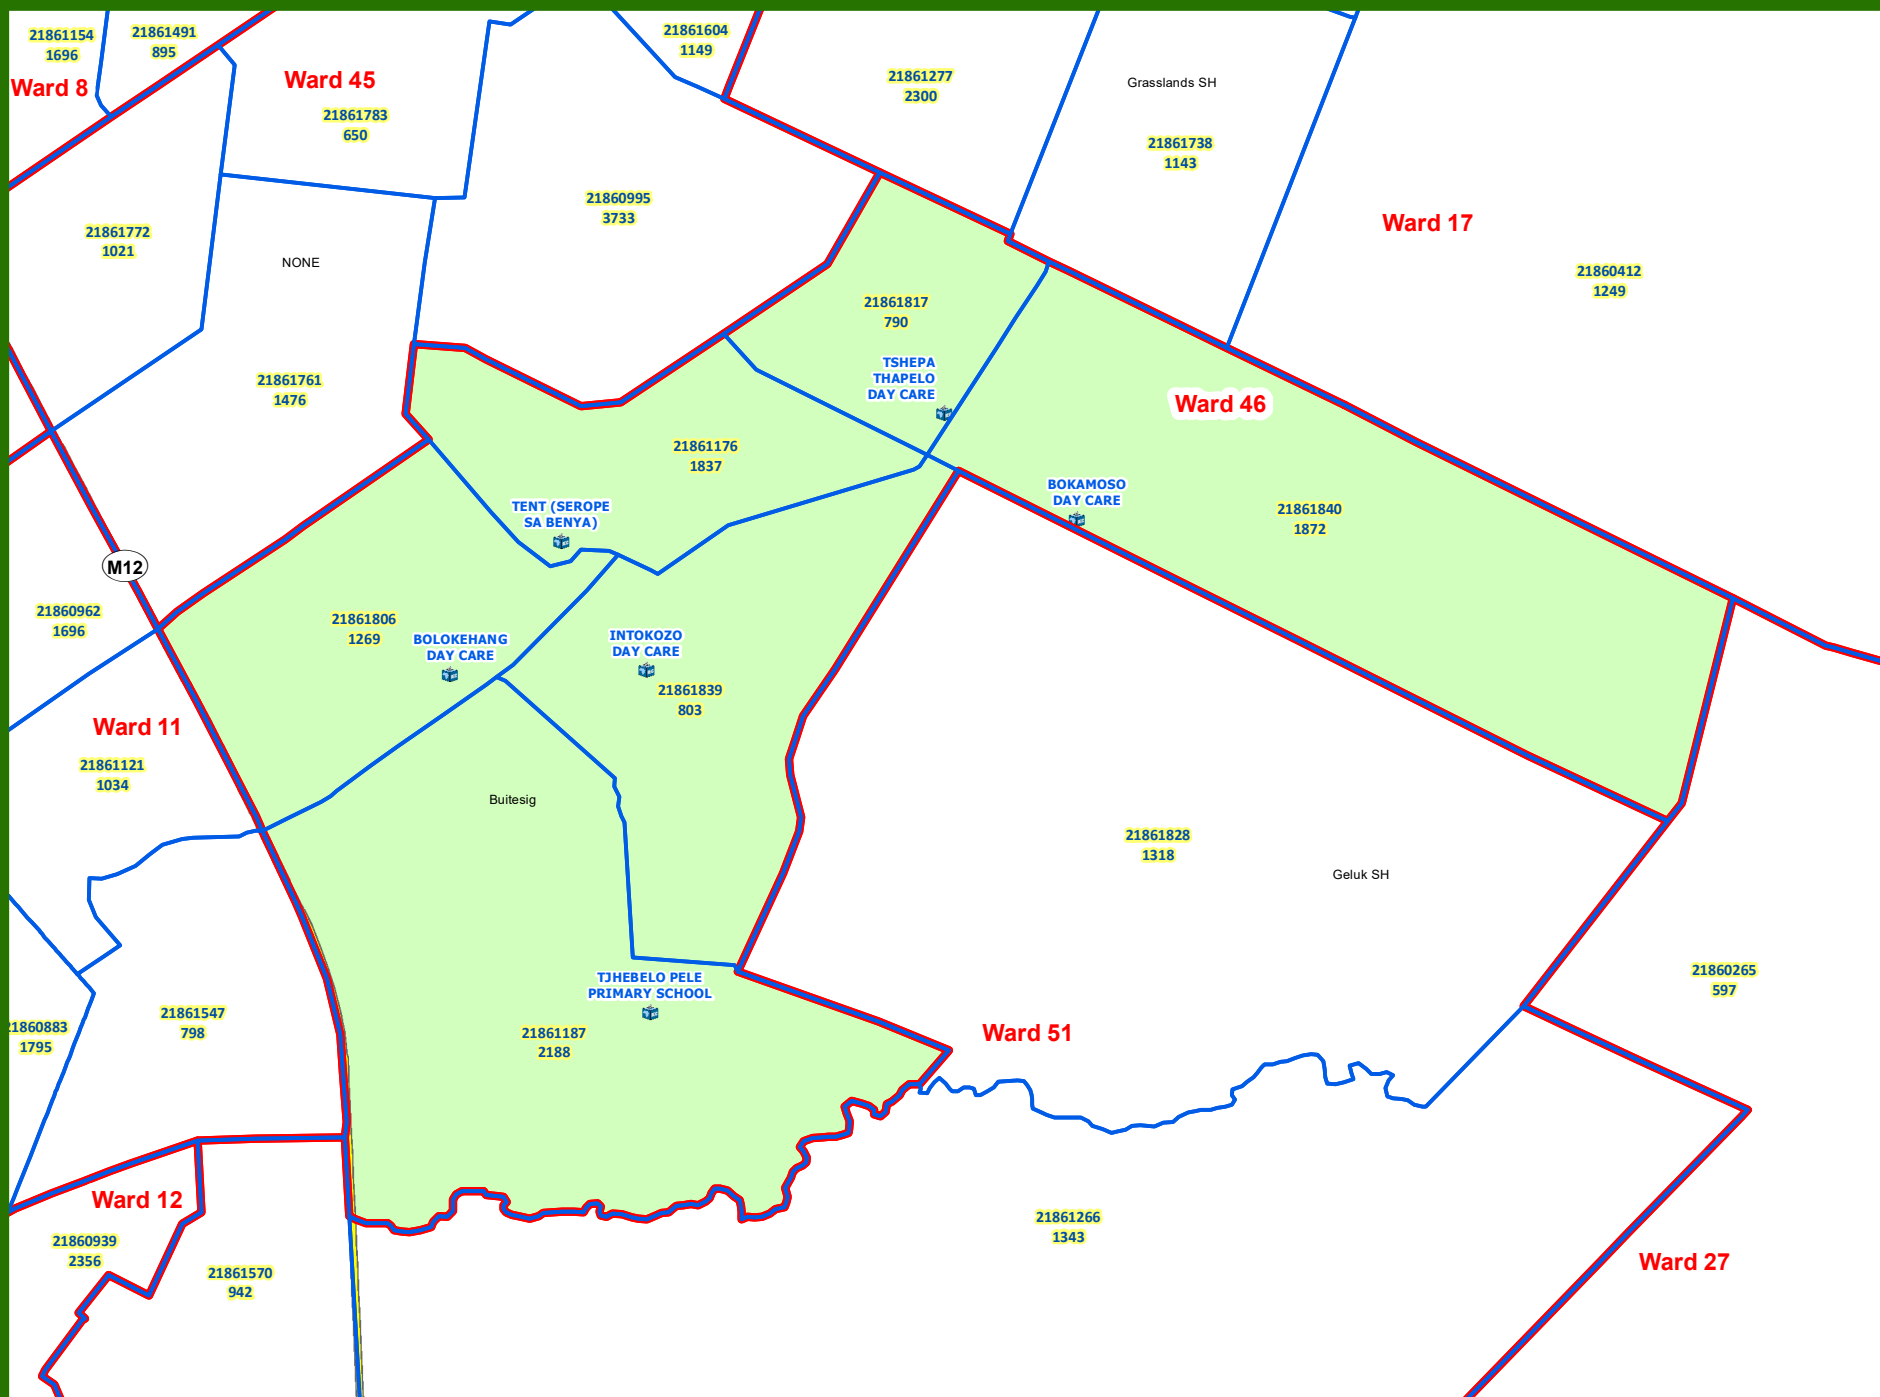 21861154
1696
21861491
895
Ward 8
Ward 45
21861783
650
21861604
1149
21861277
2300
Grasslands SH
21861738
1143
21860995
3733
Ward 17
21861772
1021
NONE
21860412
1249
21861817
790
TSHEPA
THAPELO
DAY CARE
Ward 46
21861761
1476
21861176
1837
TENT (SEROPE
SA BENYA)
BOKAMOSO
DAY CARE
21861840
1872
M12
21860962
1696
21861806
1269
BOLOKEHANG
DAY CARE
INTOKOZO
DAY CARE
21861839
803
Ward 11
21861121
1034
Buitesig
21861828
1318
Geluk SH
21860265
597
TJHEBELO PELE
PRIMARY SCHOOL
21861187
2188
Ward 51
21861547
798
21860883
1795
Ward 12
21860939
2356
21861570
942
21861266
1343
Ward 27